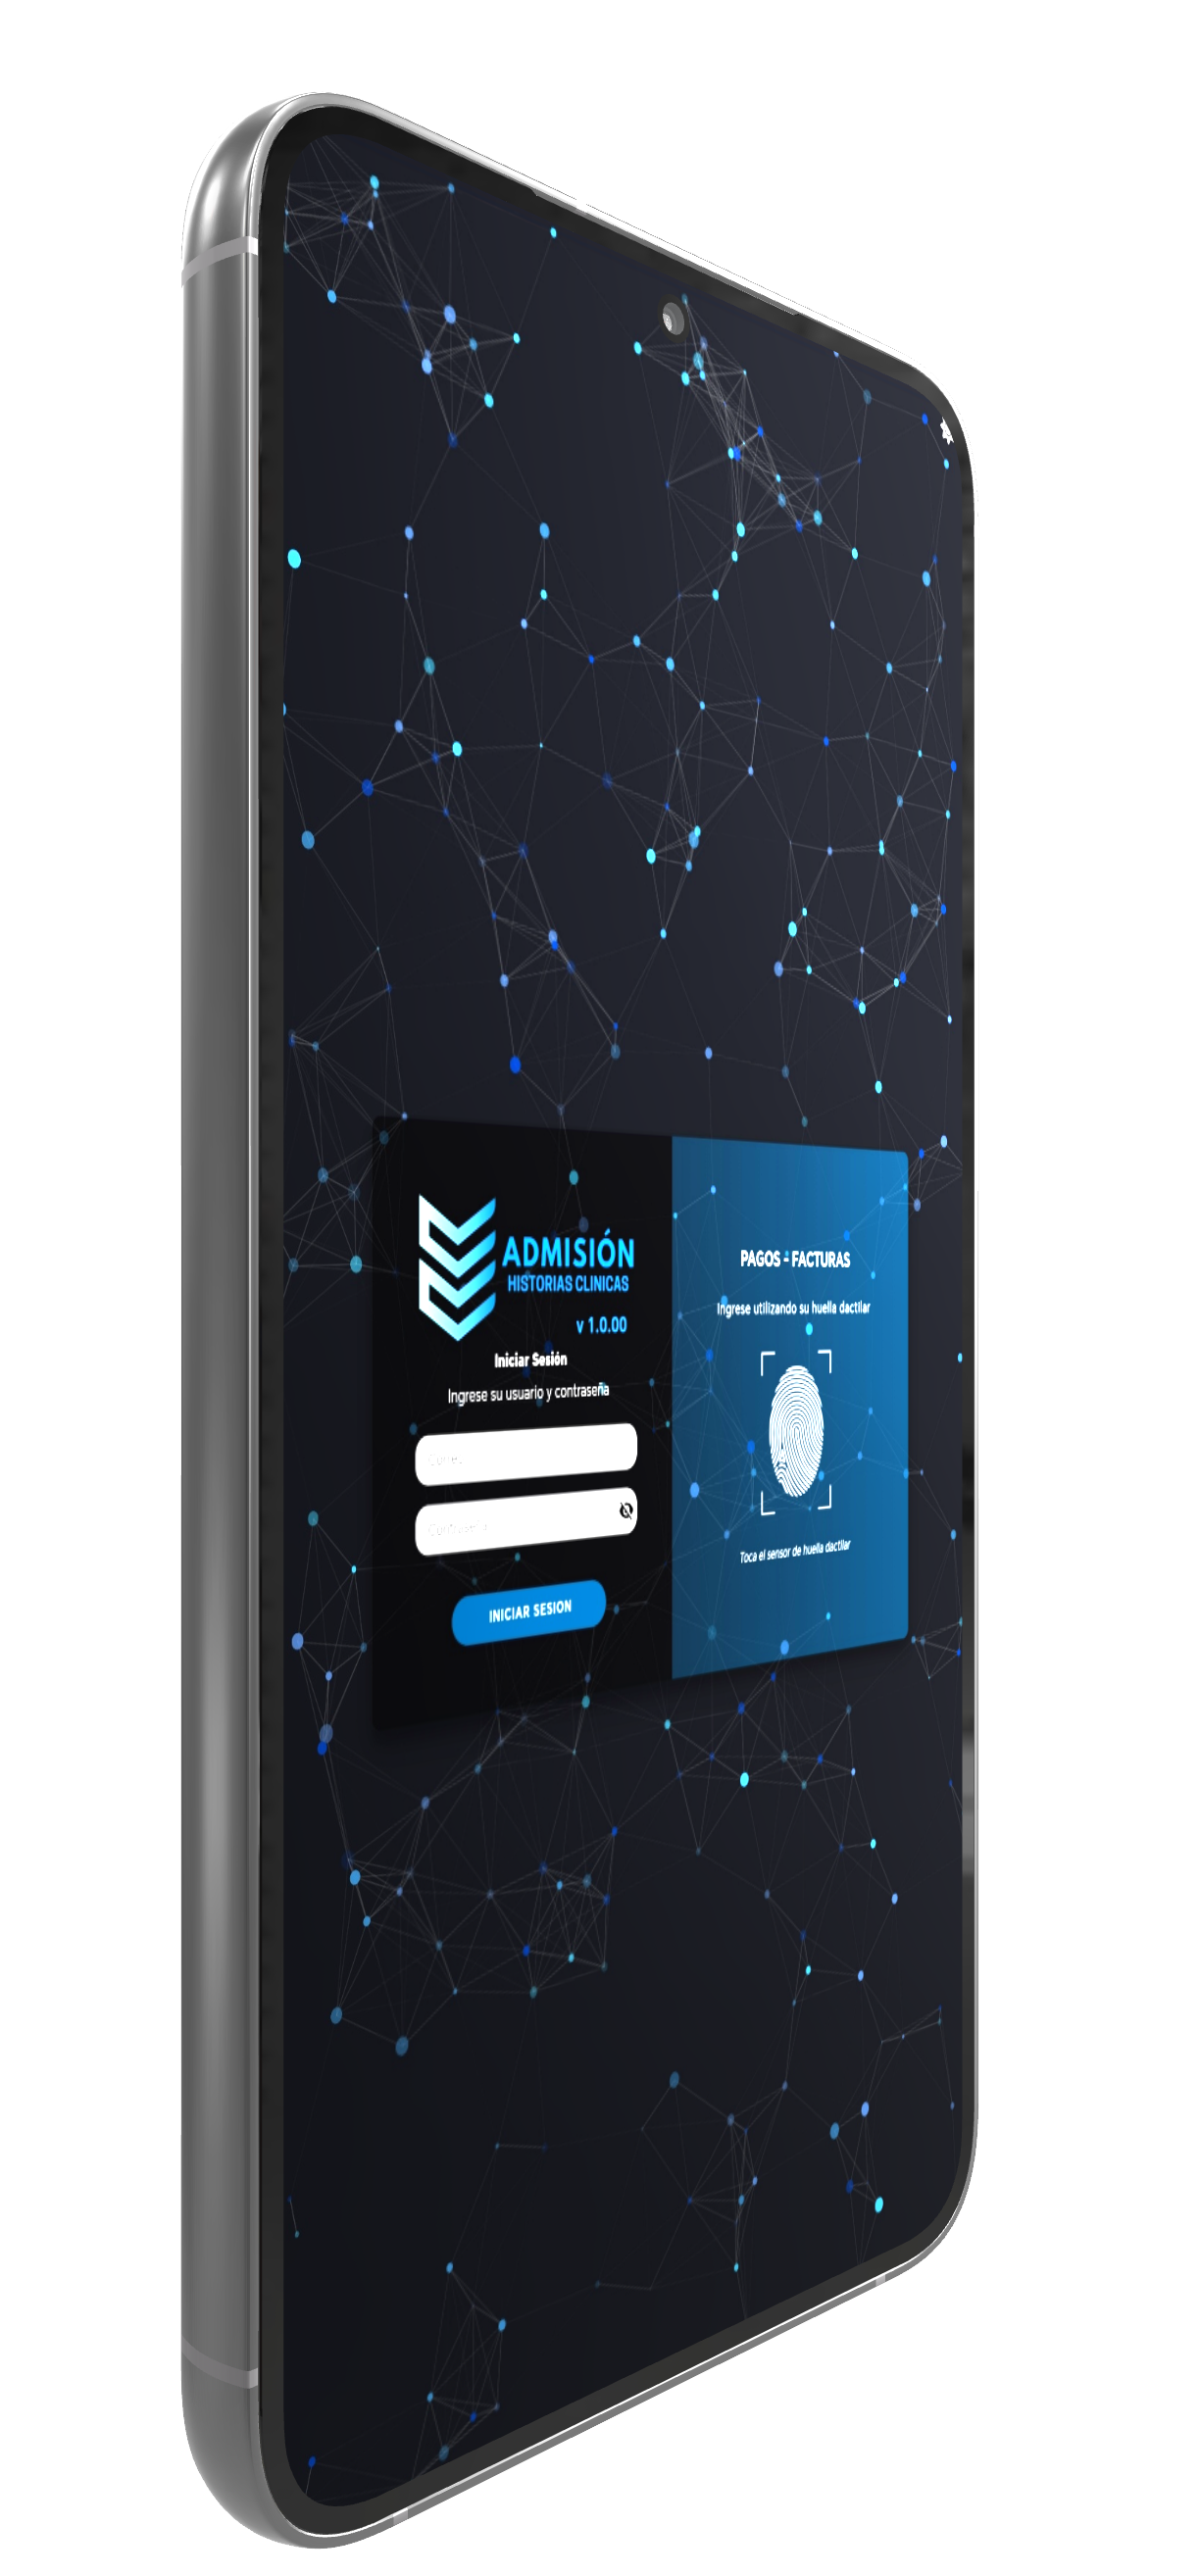 ADMISIÓN
HISTORIAS CLINICAS
v 1.0.00
Iniciar Sesión
Ingrese su usuario y contraseña
INICIAR SESION
PAGOS - FACTURAS
Ingrese utilizando su huella dactilar
Toca el sensor de huella dactilar